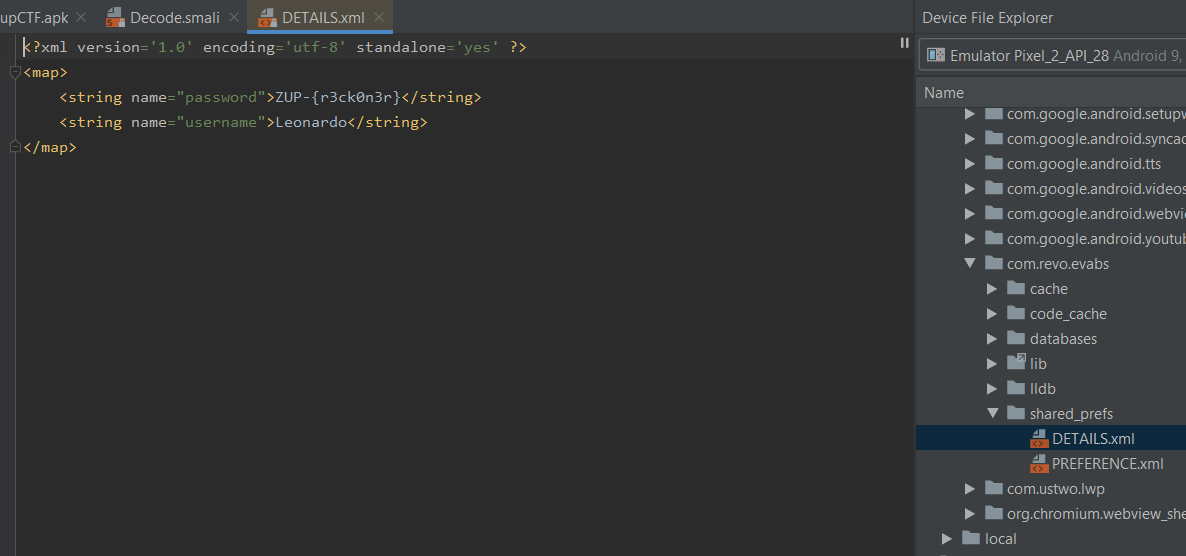 upCTF.apk
Decode.smali
DETAILS.xml
<?xml version='1.0' encoding='utf-8' standalone='yes' ?>
<map>
<string name="password">ZUP-{r3ck0n3r}</string>
<string name="username">Leonardo</string>
</map>
Device File Explorer
Emulator Pixel_2_API_28 Android 9,
Name
com.google.android.setupw
com.google.android.syncad
com.google.android.tts
com.google.android.videos
com.google.android.webvi
com.google.android.youtub
com.revo.evabs
cache
code_cache
databases
lib
lldb
shared_prefs
DETAILS.xml
PREFERENCE.xml
com.ustwo.lwp
org.chromium.webview_she
local